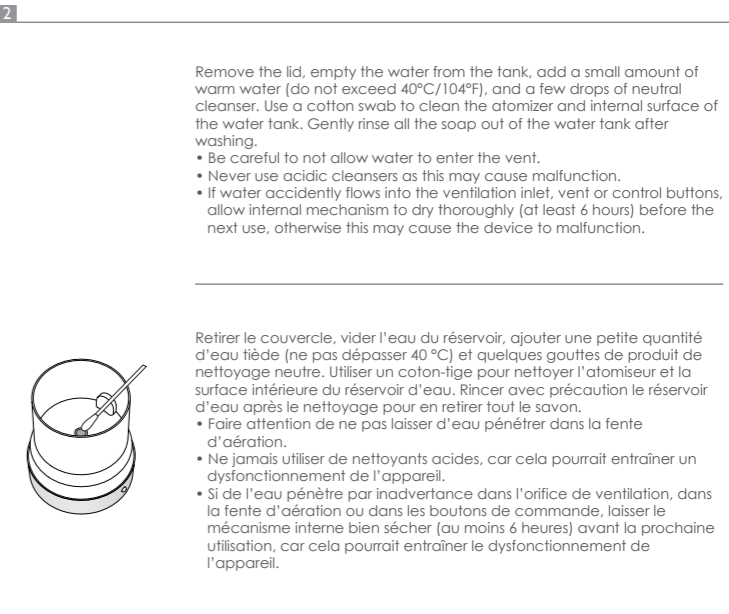 2
Remove the lid, empty the water from the tank, add a small amount of
warm water (do not exceed 40°C/104°F), and a few drops of neutral
cleanser. Use a cotton swab to clean the atomizer and internal surface of
the water tank. Gently rinse all the soap out of the water tank after
washing.
• Be careful to not allow water to enter the vent.
• Never use acidic cleansers as this may cause malfunction.
• If water accidently flows into the ventilation inlet, vent or control buttons,
allow internal mechanism to dry thoroughly (at least 6 hours) before the
next use, otherwise this may cause the device to malfunction.
Retirer le couvercle, vider l’eau du réservoir, ajouter une petite quantité
d’eau tiède (ne pas dépasser 40 °C) et quelques gouttes de produit de
nettoyage neutre. Utiliser un coton-tige pour nettoyer l’atomiseur et la
surface intérieure du réservoir d’eau. Rincer avec précaution le réservoir
d’eau après le nettoyage pour en retirer tout le savon.
• Faire attention de ne pas laisser d’eau pénétrer dans la fente
d’aération.
• Ne jamais utiliser de nettoyants acides, car cela pourrait entraîner un
dysfonctionnement de l’appareil.
• Si de l’eau pénètre par inadvertance dans l’orifice de ventilation, dans
la fente d’aération ou dans les boutons de commande, laisser le
mécanisme interne bien sécher (au moins 6 heures) avant la prochaine
utilisation, car cela pourrait entraîner le dysfonctionnement de
l’appareil.